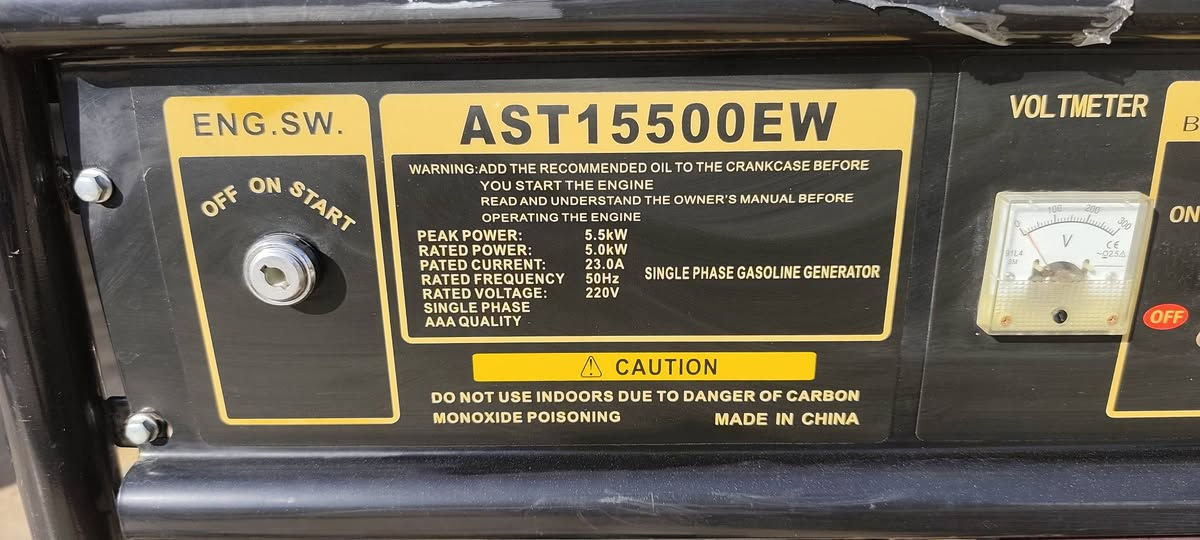 ENG.SW.
OFF ON START
AST15500EW
WARNING:ADD THE RECOMMENDED OIL TO THE CRANKCASE BEFORE
YOU START THE ENGINE
READ AND UNDERSTAND THE OWNER'S MANUAL BEFORE
OPERATING THE ENGINE
PEAK POWER: 5.5kW
RATED POWER: 5.0kW
PATED CURRENT: 23.0A
RATED FREQUENCY 50Hz
RATED VOLTAGE: 220V
SINGLE PHASE
AAA QUALITY
SINGLE PHASE GASOLINE GENERATOR
⚠ CAUTION
DO NOT USE INDOORS DUE TO DANGER OF CARBON
MONOXIDE POISONING
MADE IN CHINA
VOLTMETER
0 100 200 300
V
91L4
CE
~ 2.5
B
ON
OFF